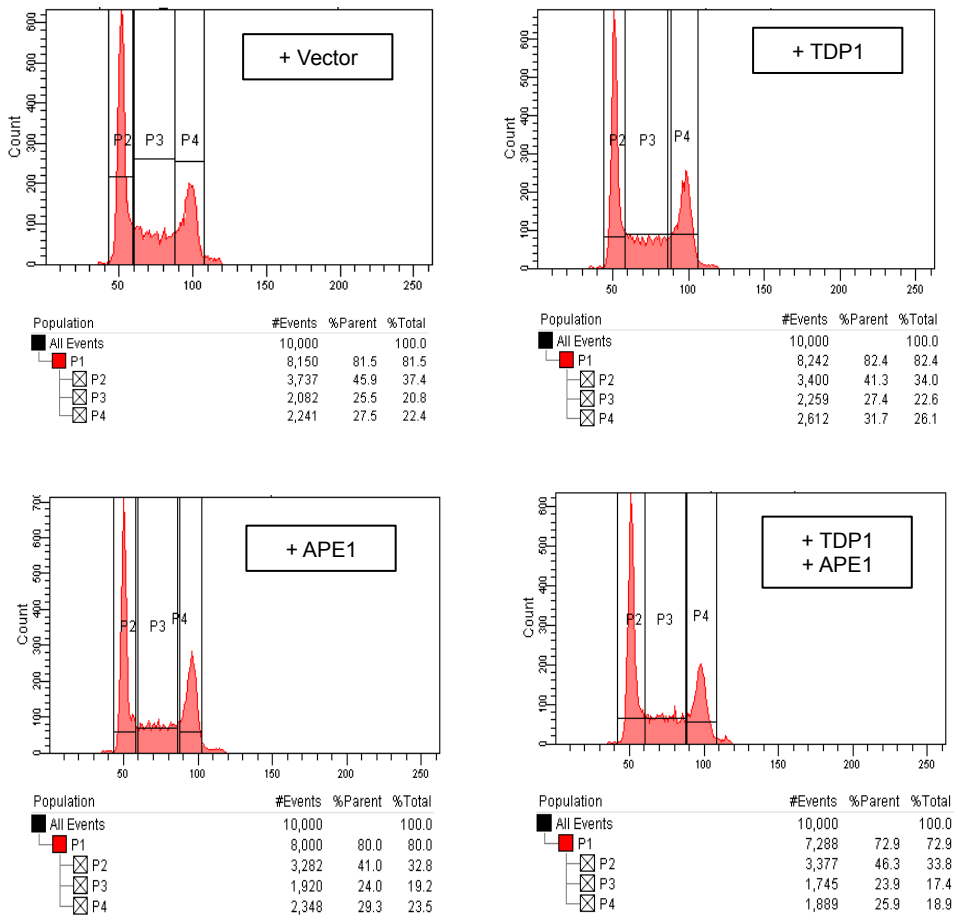 + Vector
600
500
400
300
200
100
0
Count
P2 P3 P4
50 100 150 200 250
Population #Events %Parent %Total
All Events 10,000 100.0
P1 8,150 81.5 81.5
P2 3,737 45.9 37.4
P3 2,082 25.5 20.8
P4 2,241 27.5 22.4
+ TDP1
600
500
400
300
200
100
0
Count
P2 P3 P4
50 100 150 200 250
Population #Events %Parent %Total
All Events 10,000 100.0
P1 8,242 82.4 82.4
P2 3,400 41.3 34.0
P3 2,259 27.4 22.6
P4 2,612 31.7 26.1
+ APE1
600
500
400
300
200
100
0
Count
P2 P3 P4
50 100 150 200 250
Population #Events %Parent %Total
All Events 10,000 100.0
P1 8,000 80.0 80.0
P2 3,282 41.0 32.8
P3 1,920 24.0 19.2
P4 2,348 29.3 23.5
+ TDP1
+ APE1
600
500
400
300
200
100
0
Count
P2 P3 P4
50 100 150 200 250
Population #Events %Parent %Total
All Events 10,000 100.0
P1 7,288 72.9 72.9
P2 3,377 46.3 33.8
P3 1,745 23.9 17.4
P4 1,889 25.9 18.9